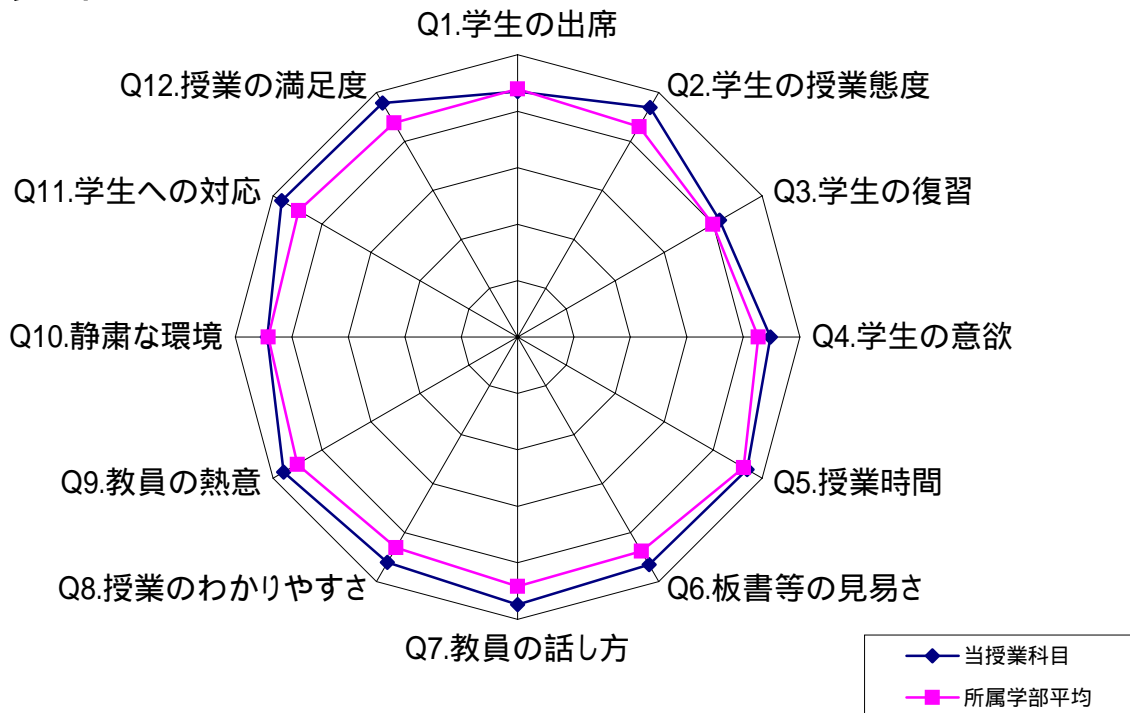 Q1.学生の出席
Q2.学生の授業態度
Q3.学生の復習
Q4.学生の意欲
Q5.授業時間
Q6.板書等の見易さ
Q7.教員の話し方
Q8.授業のわかりやすさ
Q9.教員の熱意
Q10.静粛な環境
Q11.学生への対応
Q12.授業の満足度
当授業科目
所属学部平均